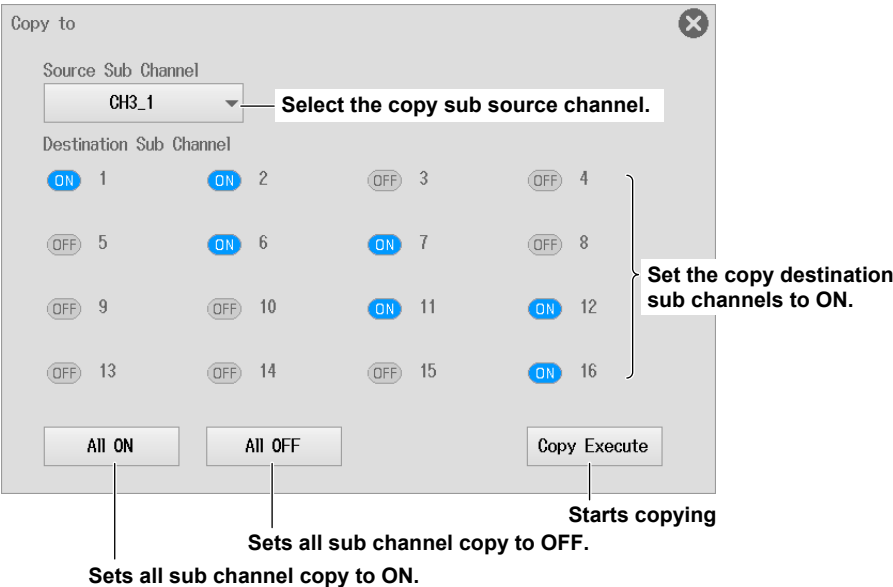 Copy to
Source Sub Channel
CH3_1
Select the copy sub source channel.
Destination Sub Channel
ON 1 ON 2 OFF 3 OFF 4
OFF 5 ON 6 ON 7 OFF 8
Set the copy destination
sub channels to ON.
OFF 9 OFF 10 ON 11 ON 12
OFF 13 OFF 14 OFF 15 ON 16
All ON All OFF Copy Execute
Starts copying
Sets all sub channel copy to OFF.
Sets all sub channel copy to ON.